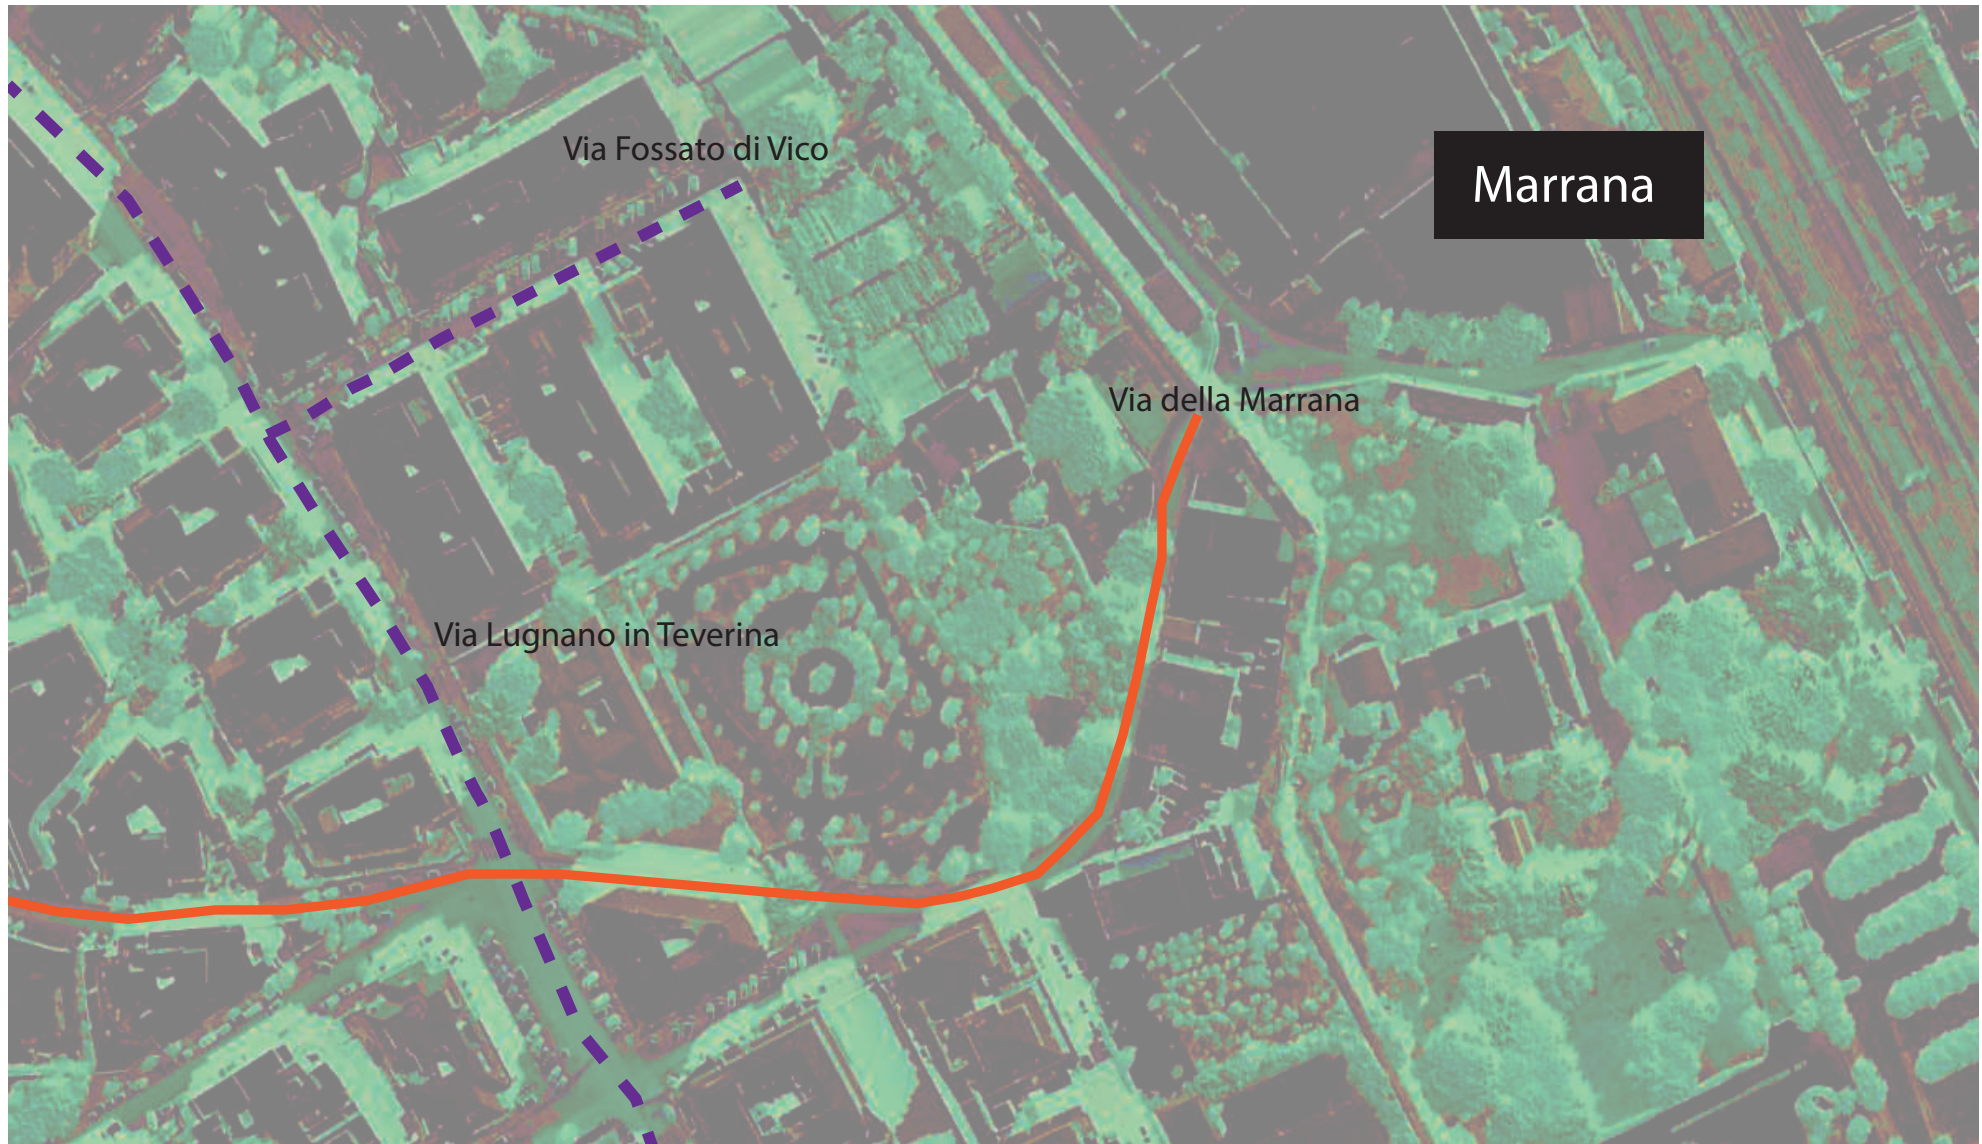 Via Fossato di Vico
Marrana
Via della Marrana
Via Lugnano in Teverina